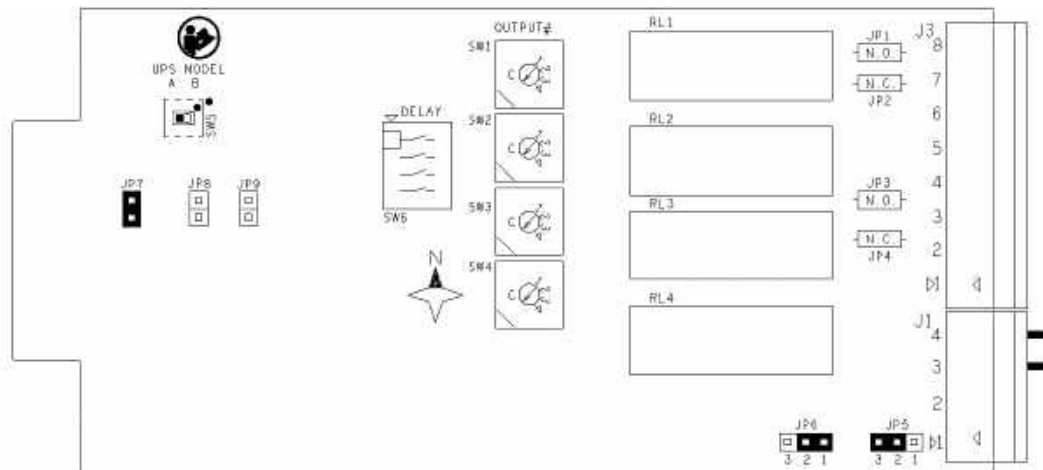 UPS MODEL
A B
SW5
JP7
JP8
JP9
DELAY
SW6
N
OUTPUT#
SW1
C
SW2
C
SW3
C
SW4
C
RL1
RL2
RL3
RL4
JP1
N.O.
N.C.
JP2
JP3
N.O.
N.C.
JP4
J3
8
7
6
5
4
3
2
1
J1
4
3
2
1
JP6
3 2 1
JP5
3 2 1